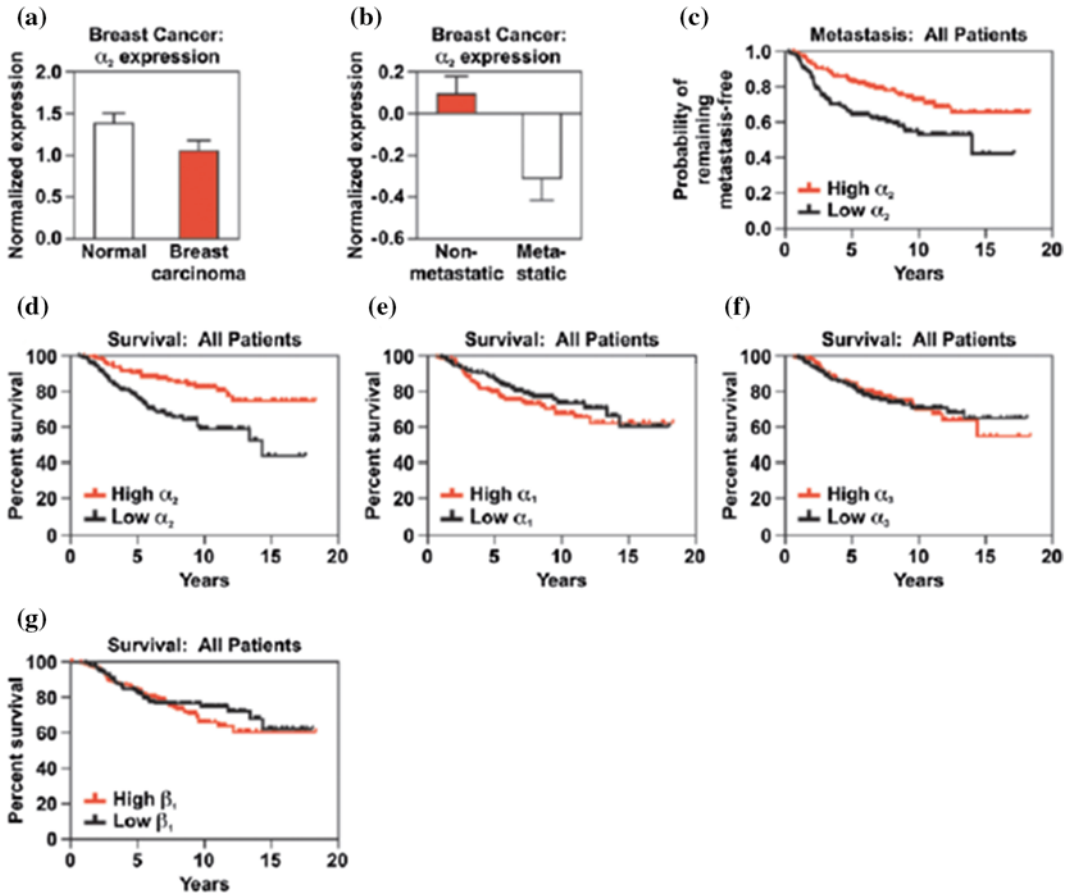 (a)
Breast Cancer:
α₂ expression
Normalized expression
2.0
1.5
1.0
0.5
0.0
Normal
Breast
carcinoma
(b)
Breast Cancer:
α₂ expression
Normalized expression
0.2
0.0
-0.2
-0.4
-0.6
Non-
metastatic
Meta-
static
(c)
Metastasis: All Patients
Probability of
remaining
metastasis-free
1.0
0.8
0.6
0.4
0.2
0.0
High α₂
Low α₂
0 5 10 15 20
Years
(d)
Survival: All Patients
Percent survival
100
80
60
40
20
0
High α₂
Low α₂
0 5 10 15 20
Years
(e)
Survival: All Patients
Percent survival
100
80
60
40
20
0
High α₁
Low α₁
0 5 10 15 20
Years
(f)
Survival: All Patients
Percent survival
100
80
60
40
20
0
High α₃
Low α₃
0 5 10 15 20
Years
(g)
Survival: All Patients
Percent survival
100
80
60
40
20
0
High β₁
Low β₁
0 5 10 15 20
Years